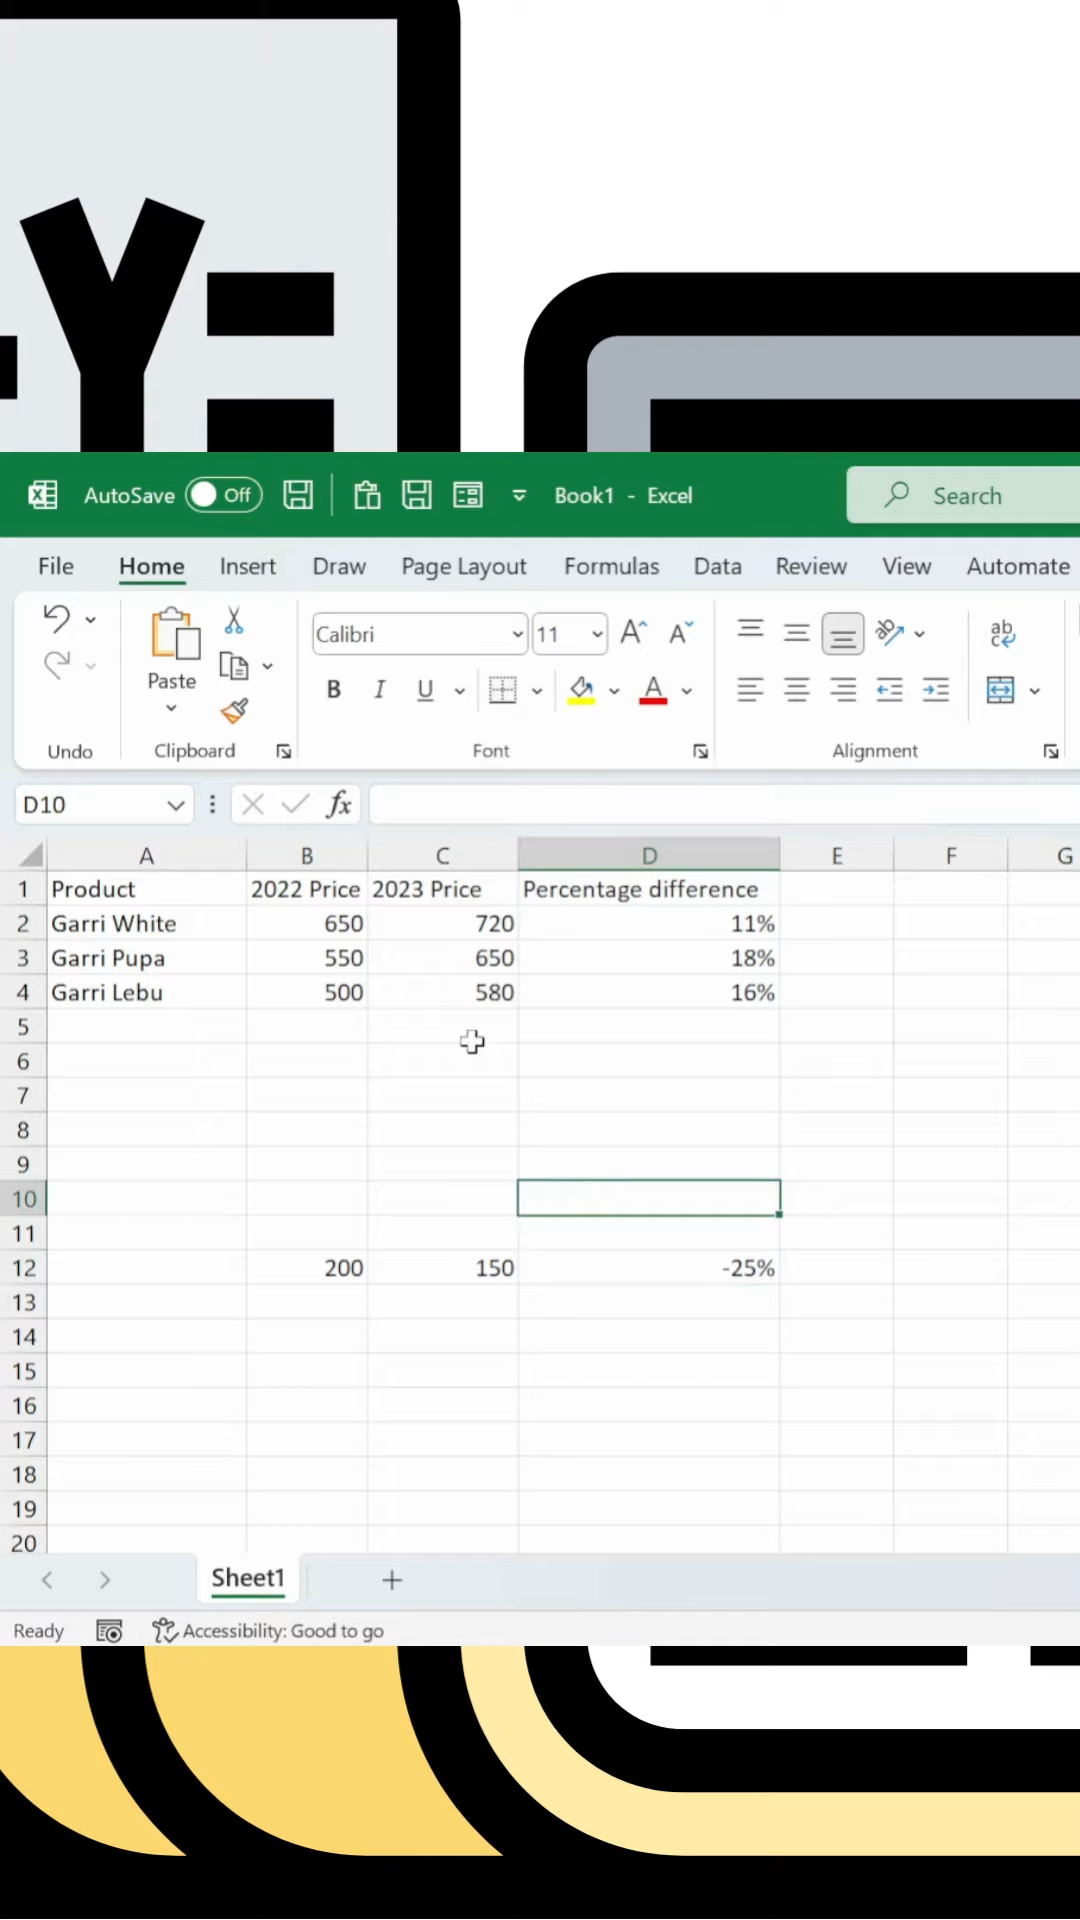 Y
AutoSave Off Book1 - Excel Search
File Home Insert Draw Page Layout Formulas Data Review View Automate
Calibri 11 A A ab
Paste B I U A
Undo Clipboard Font Alignment
D10 fx
A B C D E F G
1 Product 2022 Price 2023 Price Percentage difference
2 Garri White 650 720 11%
3 Garri Pupa 550 650 18%
4 Garri Lebu 500 580 16%
5
6
7
8
9
10
11
12 200 150 -25%
13
14
15
16
17
18
19
20
Sheet1
Ready Accessibility: Good to go